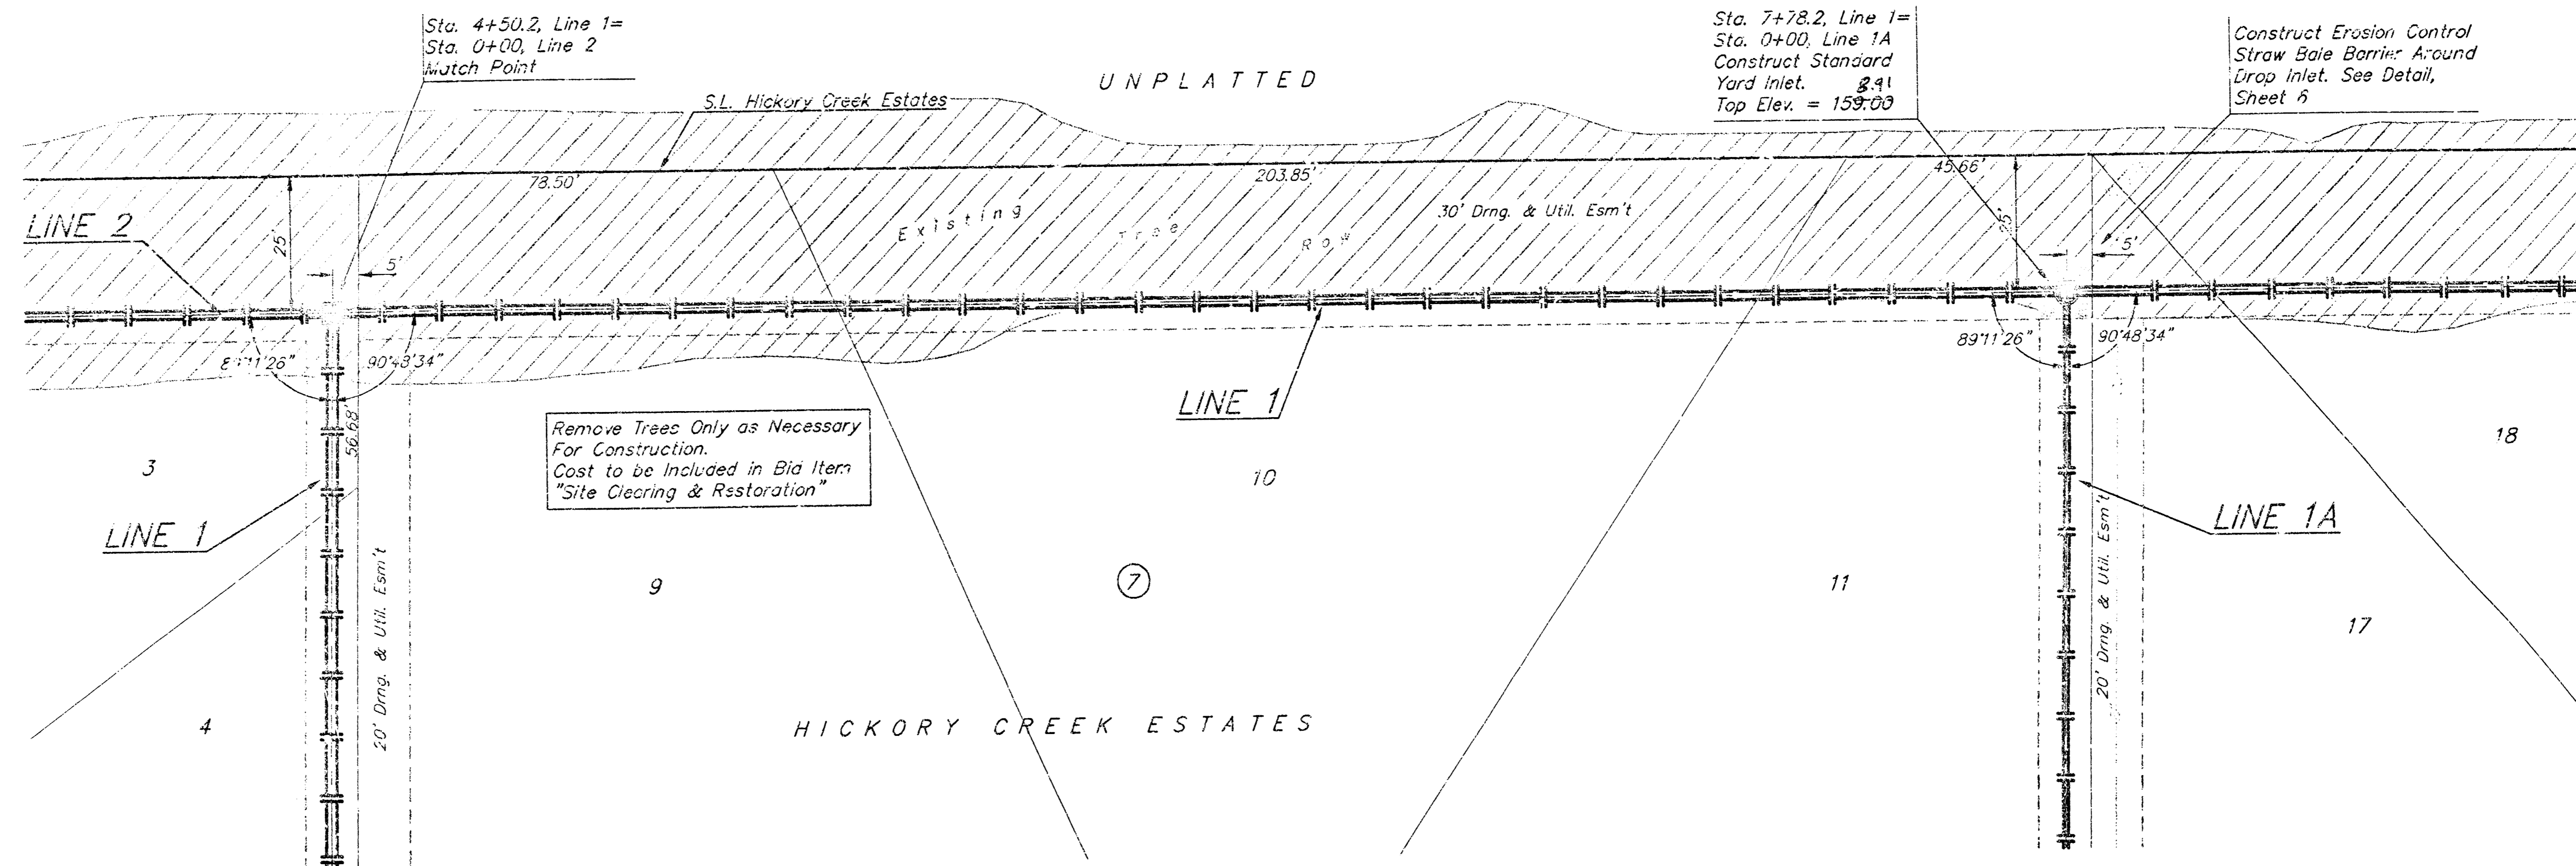 Sta. 4+50.2, Line 1=
Sta. 0+00, Line 2
Match Point
Sta. 7+78.2, Line 1=
Sta. 0+00, Line 1A
Construct Standard
Yard Inlet.
8.91
Top Elev. = 159.00
Construct Erosion Control
Straw Bale Barrier Around
Drop Inlet. See Detail,
Sheet 6
UNPLATTED
S.L. Hickory Creek Estates
78.50'
203.85'
45.66'
LINE 2
25'
5'
Existing Tree Row
30' Drng. & Util. Esm't
25'
5'
90°48'34"
89°11'26"
90°48'34"
56.68'
LINE 1
Remove Trees Only as Necessary
For Construction.
Cost to be Included in Bid Item
"Site Clearing & Restoration"
3
10
18
LINE 1
LINE 1A
20' Drng. & Util. Esm't
20' Drng. & Util. Esm't
9
7
11
17
4
HICKORY CREEK ESTATES